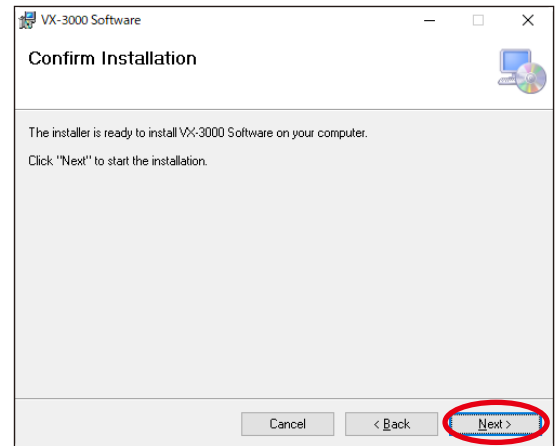 VX-3000 Software
Confirm Installation
The installer is ready to install VX-3000 Software on your computer.
Click "Next" to start the installation.
Cancel
< Back
Next >